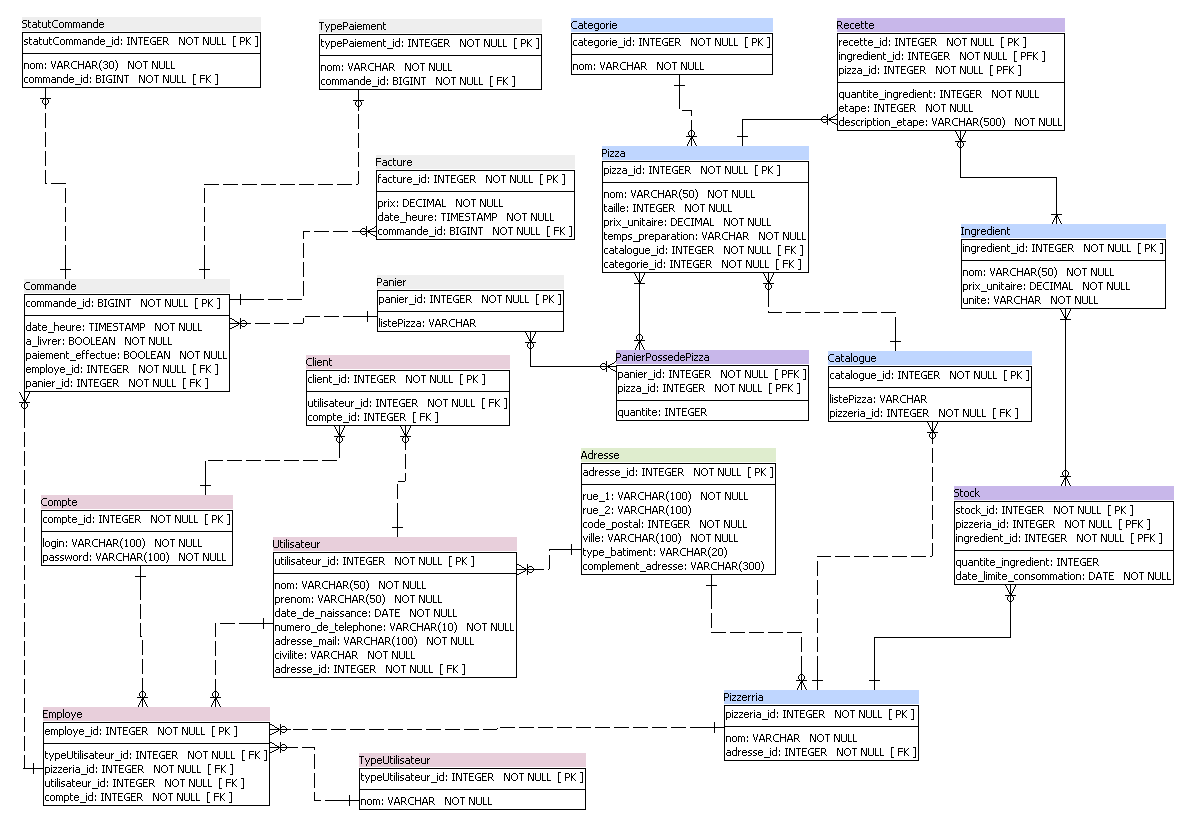 StatutCommande
statutCommande_id: INTEGER NOT NULL [ PK ]
nom: VARCHAR(30) NOT NULL
commande_id: BIGINT NOT NULL [ FK ]
TypePaiement
typePaiement_id: INTEGER NOT NULL [ PK ]
nom: VARCHAR NOT NULL
commande_id: BIGINT NOT NULL [ FK ]
Categorie
categorie_id: INTEGER NOT NULL [ PK ]
nom: VARCHAR NOT NULL
Recette
recette_id: INTEGER NOT NULL [ PK ]
ingredient_id: INTEGER NOT NULL [ PFK ]
pizza_id: INTEGER NOT NULL [ PFK ]
quantite_ingredient: INTEGER NOT NULL
etape: INTEGER NOT NULL
description_etape: VARCHAR(500) NOT NULL
Facture
facture_id: INTEGER NOT NULL [ PK ]
prix: DECIMAL NOT NULL
date_heure: TIMESTAMP NOT NULL
commande_id: BIGINT NOT NULL [ FK ]
Pizza
pizza_id: INTEGER NOT NULL [ PK ]
nom: VARCHAR(50) NOT NULL
taille: INTEGER NOT NULL
prix_unitaire: DECIMAL NOT NULL
temps_preparation: VARCHAR NOT NULL
catalogue_id: INTEGER NOT NULL [ FK ]
categorie_id: INTEGER NOT NULL [ FK ]
Ingredient
ingredient_id: INTEGER NOT NULL [ PK ]
nom: VARCHAR(50) NOT NULL
prix_unitaire: DECIMAL NOT NULL
unite: VARCHAR NOT NULL
Commande
commande_id: BIGINT NOT NULL [ PK ]
date_heure: TIMESTAMP NOT NULL
a_livrer: BOOLEAN NOT NULL
paiement_effectue: BOOLEAN NOT NULL
employe_id: INTEGER NOT NULL [ FK ]
panier_id: INTEGER NOT NULL [ FK ]
Panier
panier_id: INTEGER NOT NULL [ PK ]
listePizza: VARCHAR
Client
client_id: INTEGER NOT NULL [ PK ]
utilisateur_id: INTEGER NOT NULL [ FK ]
compte_id: INTEGER [ FK ]
PanierPossedePizza
panier_id: INTEGER NOT NULL [ PFK ]
pizza_id: INTEGER NOT NULL [ PFK ]
quantite: INTEGER
Catalogue
catalogue_id: INTEGER NOT NULL [ PK ]
listePizza: VARCHAR
pizzeria_id: INTEGER NOT NULL [ FK ]
Adresse
adresse_id: INTEGER NOT NULL [ PK ]
rue_1: VARCHAR(100) NOT NULL
rue_2: VARCHAR(100)
code_postal: INTEGER NOT NULL
ville: VARCHAR(100) NOT NULL
type_batiment: VARCHAR(20)
complement_adresse: VARCHAR(300)
Stock
stock_id: INTEGER NOT NULL [ PK ]
pizzeria_id: INTEGER NOT NULL [ PFK ]
ingredient_id: INTEGER NOT NULL [ PFK ]
quantite_ingredient: INTEGER
date_limite_consommation: DATE NOT NULL
Compte
compte_id: INTEGER NOT NULL [ PK ]
login: VARCHAR(100) NOT NULL
password: VARCHAR(100) NOT NULL
Utilisateur
utilisateur_id: INTEGER NOT NULL [ PK ]
nom: VARCHAR(50) NOT NULL
prenom: VARCHAR(50) NOT NULL
date_de_naissance: DATE NOT NULL
numero_de_telephone: VARCHAR(10) NOT NULL
adresse_mail: VARCHAR(100) NOT NULL
civilite: VARCHAR NOT NULL
adresse_id: INTEGER NOT NULL [ FK ]
Employe
employe_id: INTEGER NOT NULL [ PK ]
typeUtilisateur_id: INTEGER NOT NULL [ FK ]
pizzeria_id: INTEGER NOT NULL [ FK ]
utilisateur_id: INTEGER NOT NULL [ FK ]
compte_id: INTEGER NOT NULL [ FK ]
Pizzerria
pizzeria_id: INTEGER NOT NULL [ PK ]
nom: VARCHAR NOT NULL
adresse_id: INTEGER NOT NULL [ FK ]
TypeUtilisateur
typeUtilisateur_id: INTEGER NOT NULL [ PK ]
nom: VARCHAR NOT NULL